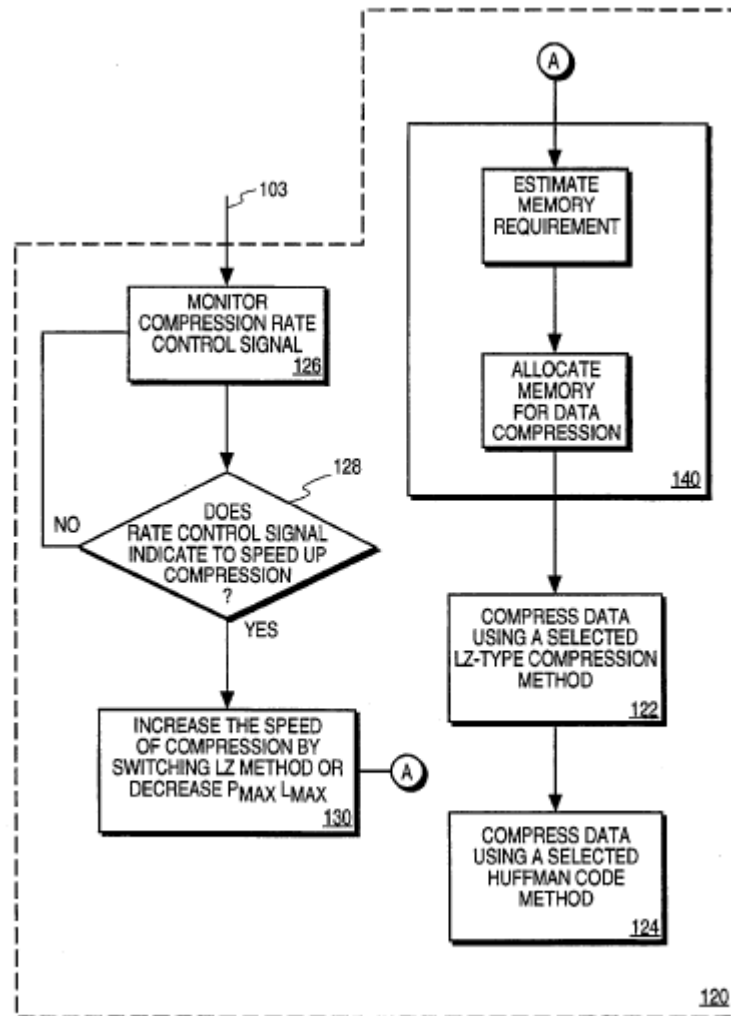 103
MONITOR
COMPRESSION RATE
CONTROL SIGNAL
126
128
DOES
RATE CONTROL SIGNAL
INDICATE TO SPEED UP
COMPRESSION
?
NO
YES
INCREASE THE SPEED
OF COMPRESSION BY
SWITCHING LZ METHOD OR
DECREASE PMAX LMAX
130
A
A
ESTIMATE
MEMORY
REQUIREMENT
ALLOCATE
MEMORY
FOR DATA
COMPRESSION
140
COMPRESS DATA
USING A SELECTED
LZ-TYPE COMPRESSION
METHOD
122
COMPRESS DATA
USING A SELECTED
HUFFMAN CODE
METHOD
124
120